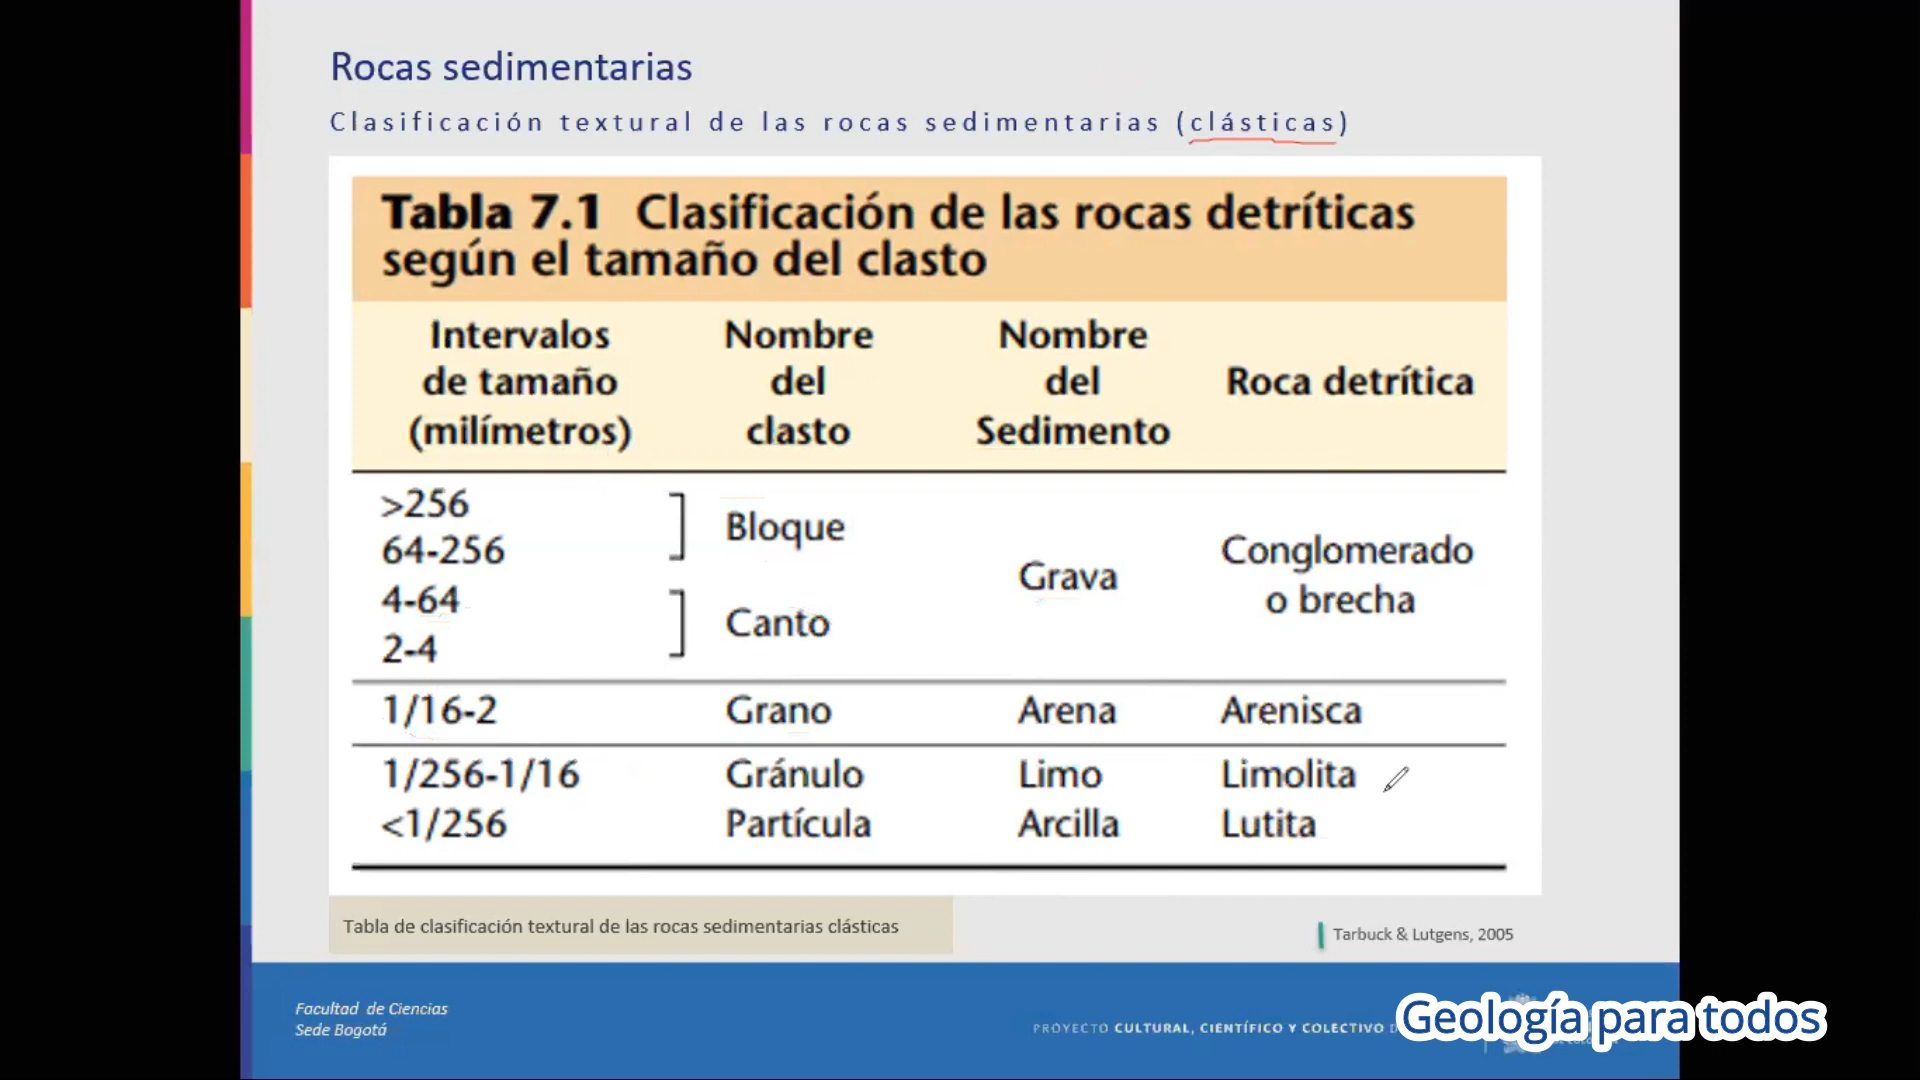 Rocas sedimentarias
Clasificación textural de las rocas sedimentarias (clásticas)
Tabla 7.1 Clasificación de las rocas detríticas
según el tamaño del clasto
Intervalos
de tamaño
(milímetros)
Nombre
del
clasto
Nombre
del
Sedimento
Roca detrítica
>256
64-256
Bloque
4-64
2-4
Canto
Grava
Conglomerado
o brecha
1/16-2 Grano Arena Arenisca
1/256-1/16 Gránulo Limo Limolita
<1/256 Partícula Arcilla Lutita
Tabla de clasificación textural de las rocas sedimentarias clásticas
Tarbuck & Lutgens, 2005
Facultad de Ciencias
Sede Bogotá
PROYECTO CULTURAL, CIENTÍFICO Y COLECTIVO
Geología para todos